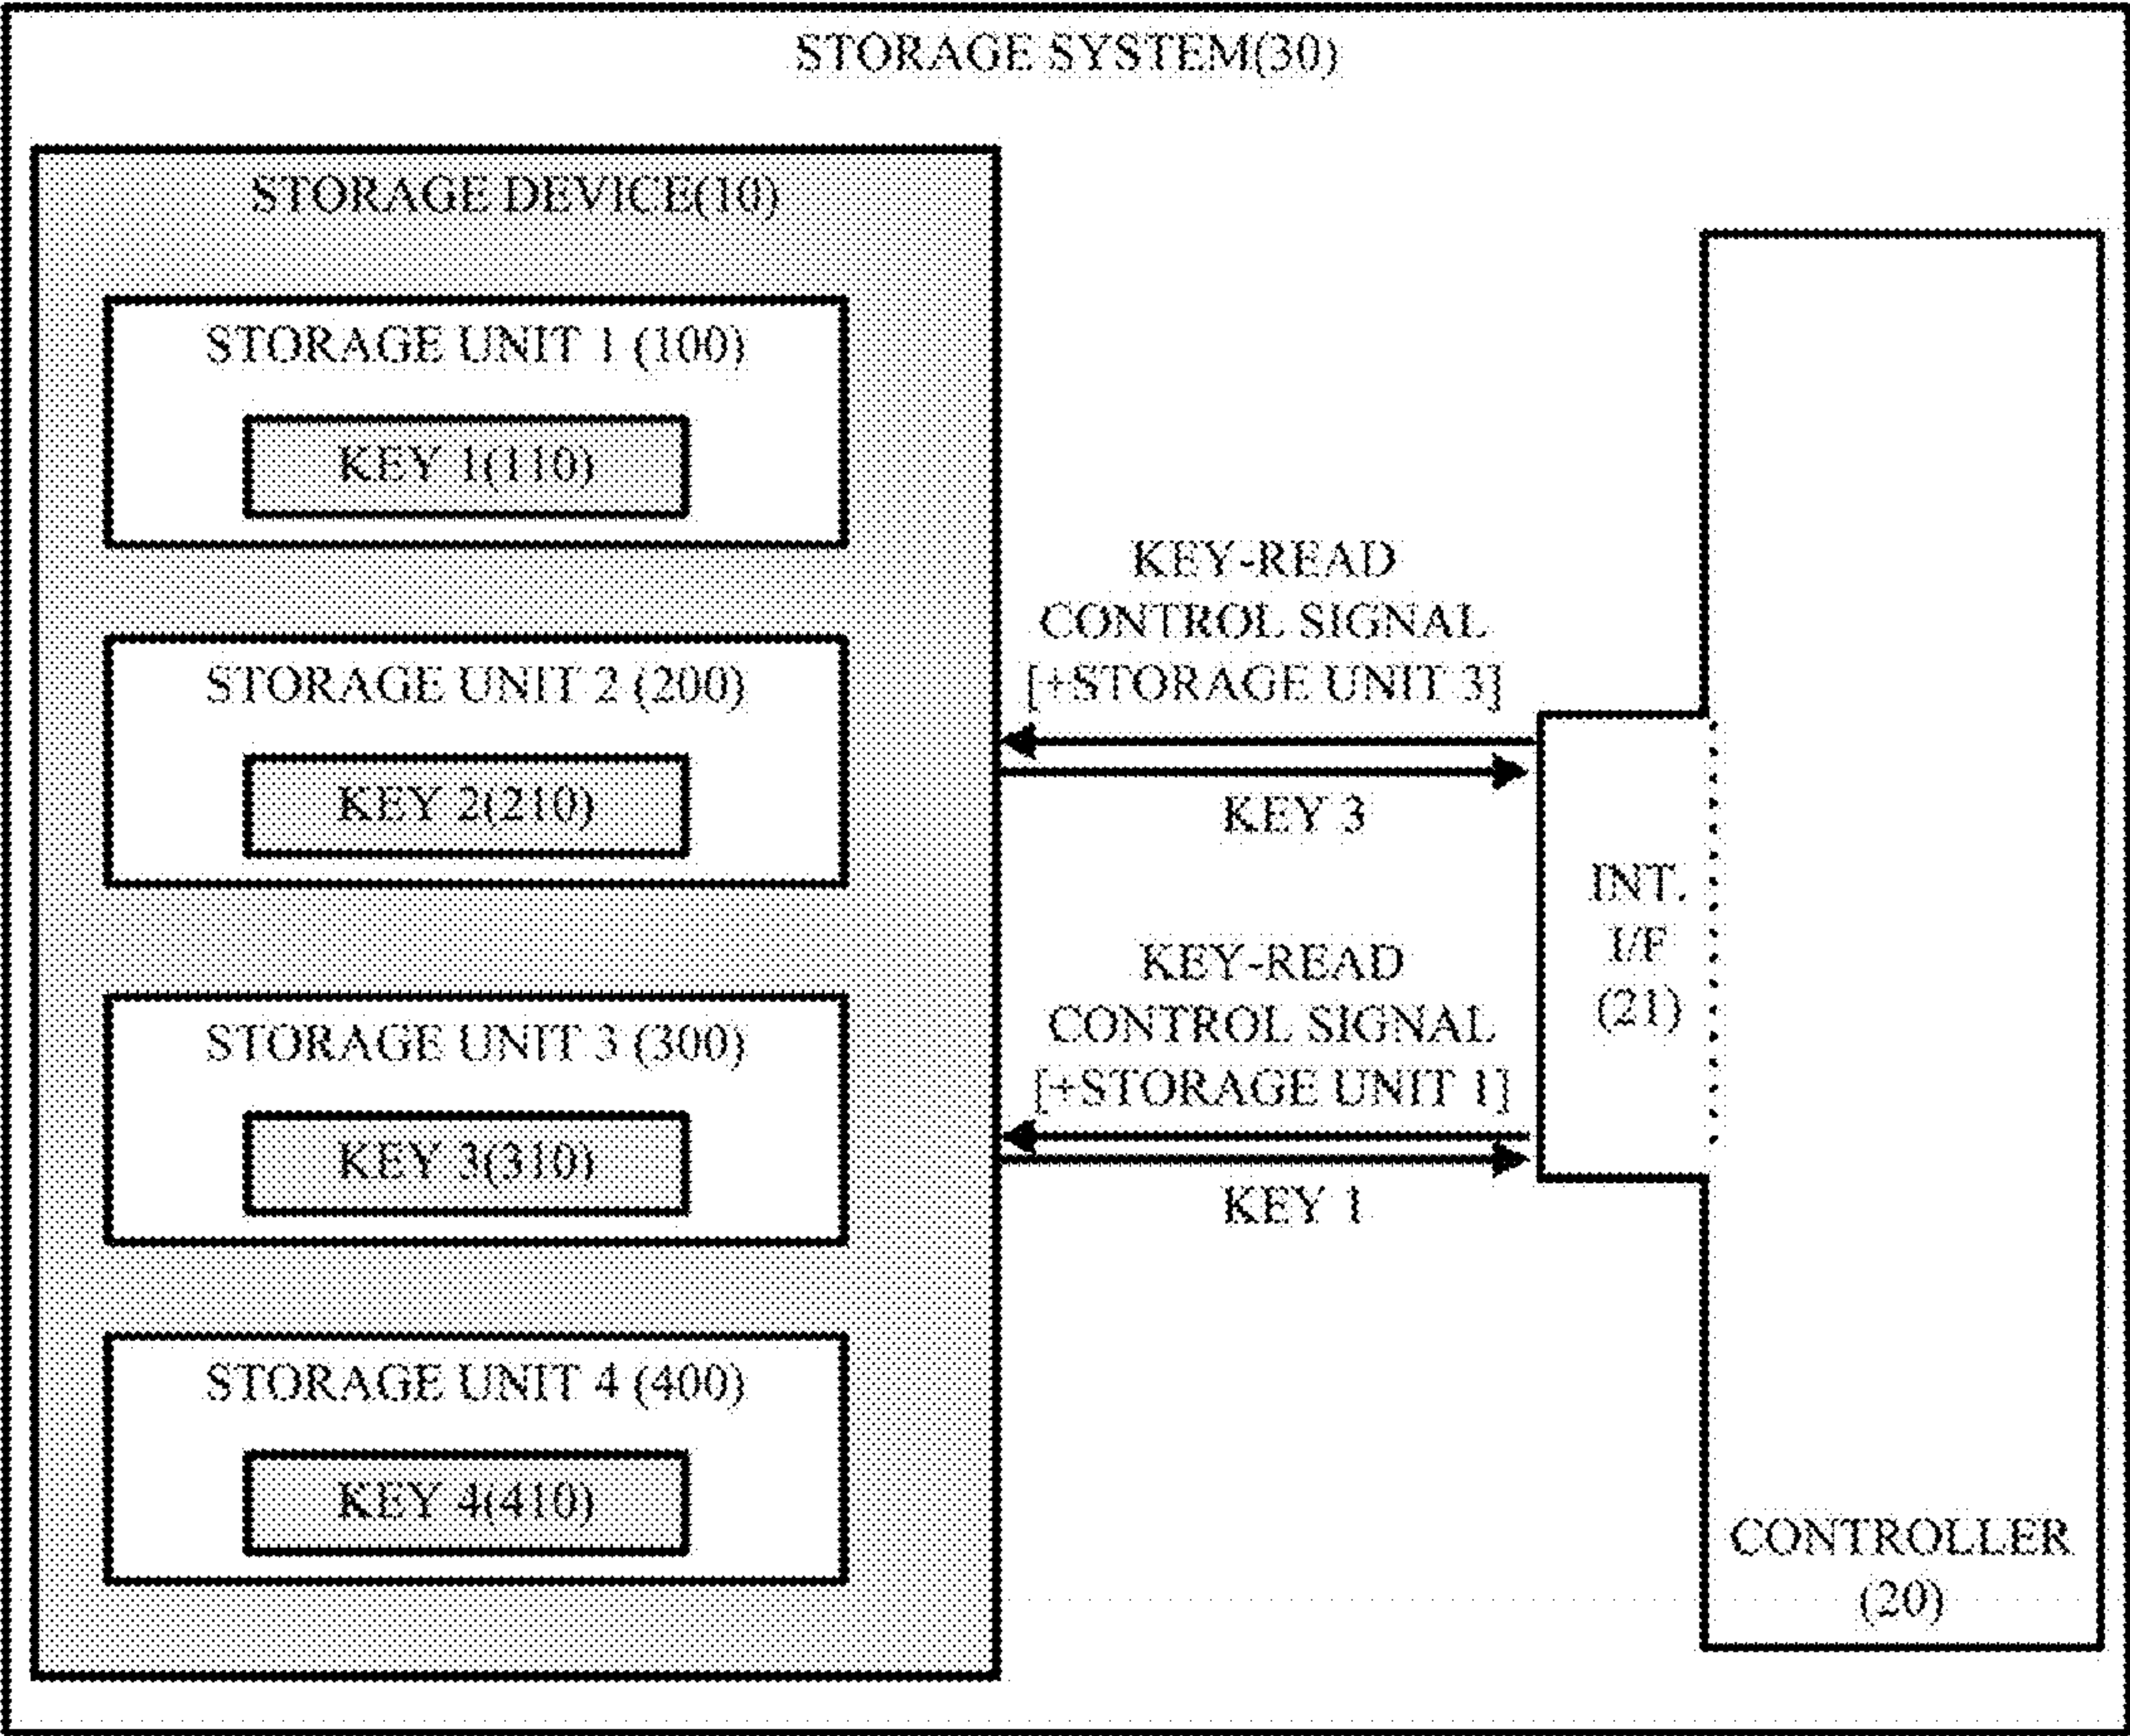 STORAGE SYSTEM(30)
STORAGE DEVICE(10)
STORAGE UNIT 1 (100)
KEY 1(110)
STORAGE UNIT 2 (200)
KEY 2(210)
STORAGE UNIT 3 (300)
KEY 3(310)
STORAGE UNIT 4 (400)
KEY 4(410)
KEY-READ
CONTROL SIGNAL
[+STORAGE UNIT 3]
KEY 3
KEY-READ
CONTROL SIGNAL
[+STORAGE UNIT 1]
KEY 1
INT.
I/F
(21)
CONTROLLER
(20)